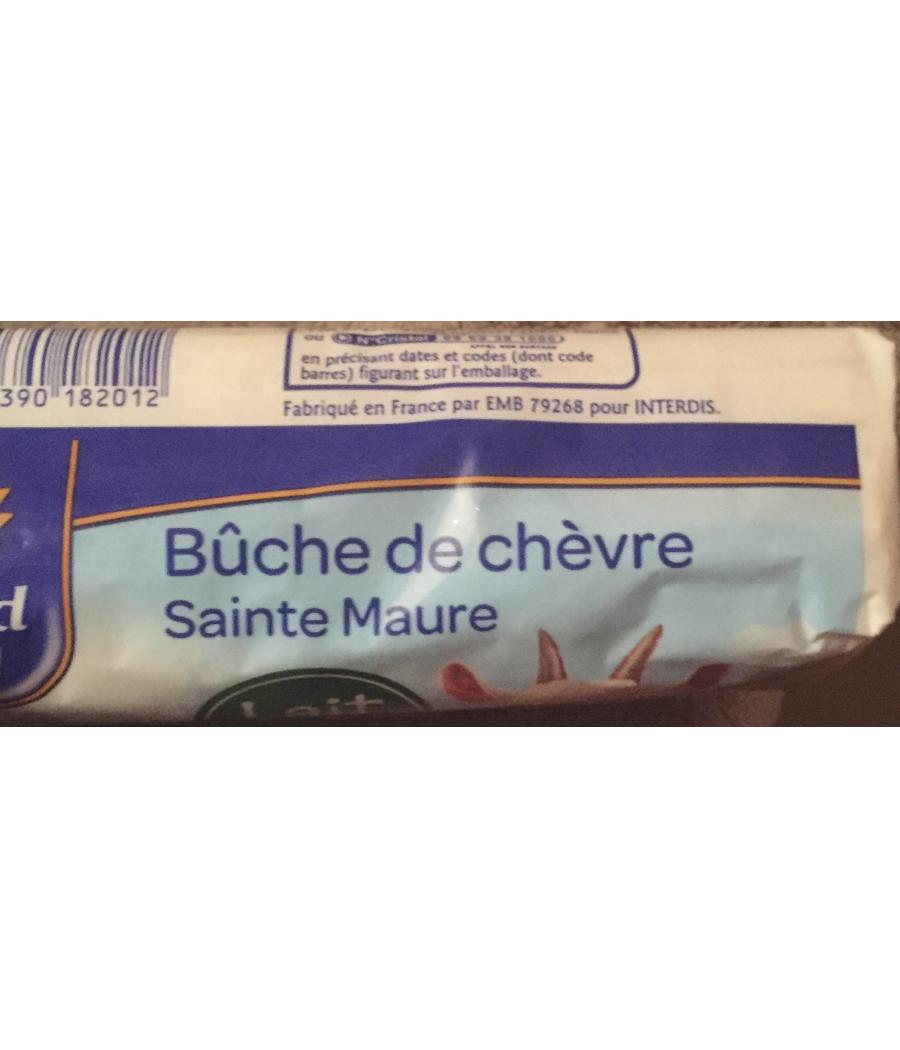 ou N°Cristal
en précisant dates et codes (dont code
barres) figurant sur l'emballage.
390 182012
Fabriqué en France par EMB 79268 pour INTERDIS.
d
Bûche de chèvre
Sainte Maure
Lait